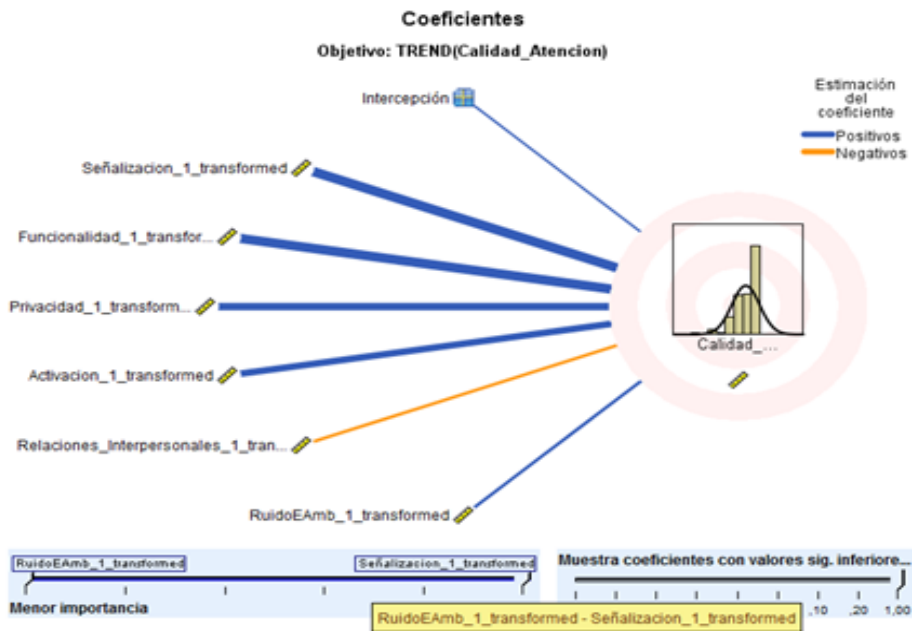 Coeficientes
Objetivo: TREND(Calidad_Atencion)
Intercepción
Estimación
del
coeficiente
Positivos
Negativos
Señalizacion_1_transformed
Funcionalidad_1_transfor...
Privacidad_1_transform...
Activacion_1_transformed
Relaciones_Interpersonales_1_tran...
RuidoEAmb_1_transformed
Calidad_...
RuidoEAmb_1_transformed
Señalizacion_1_transformed
Menor importancia
Muestra coeficientes con valores sig. inferiore...
,10 ,20 1,00
RuidoEAmb_1_transformed - Señalizacion_1_transformed